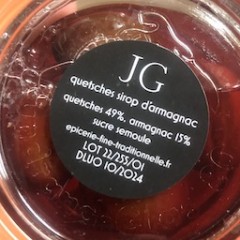 JG
quetsches sirop d'armagnac
quetsches 49%, armagnac 15%
sucre semoule
epicerie-fine-traditionnelle.fr
LOT 22/255/01
DLUO 10/2024